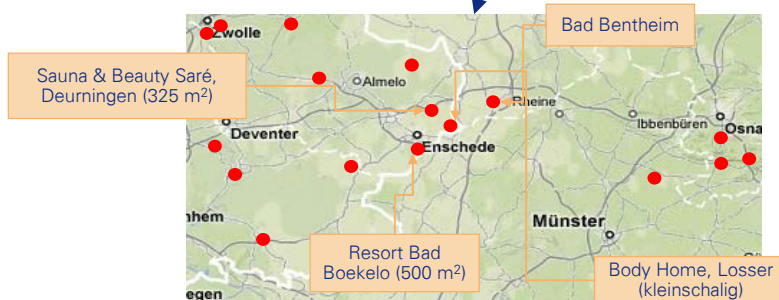 Bad Bentheim
Zwolle
Sauna & Beauty Saré,
Deurningen (325 m²)
Almelo
Rheine
Ibbenbüren
Osna
Deventer
Enschede
nhem
Münster
Resort Bad
Boekelo (500 m²)
Body Home, Losser
(kleinschalig)
egen